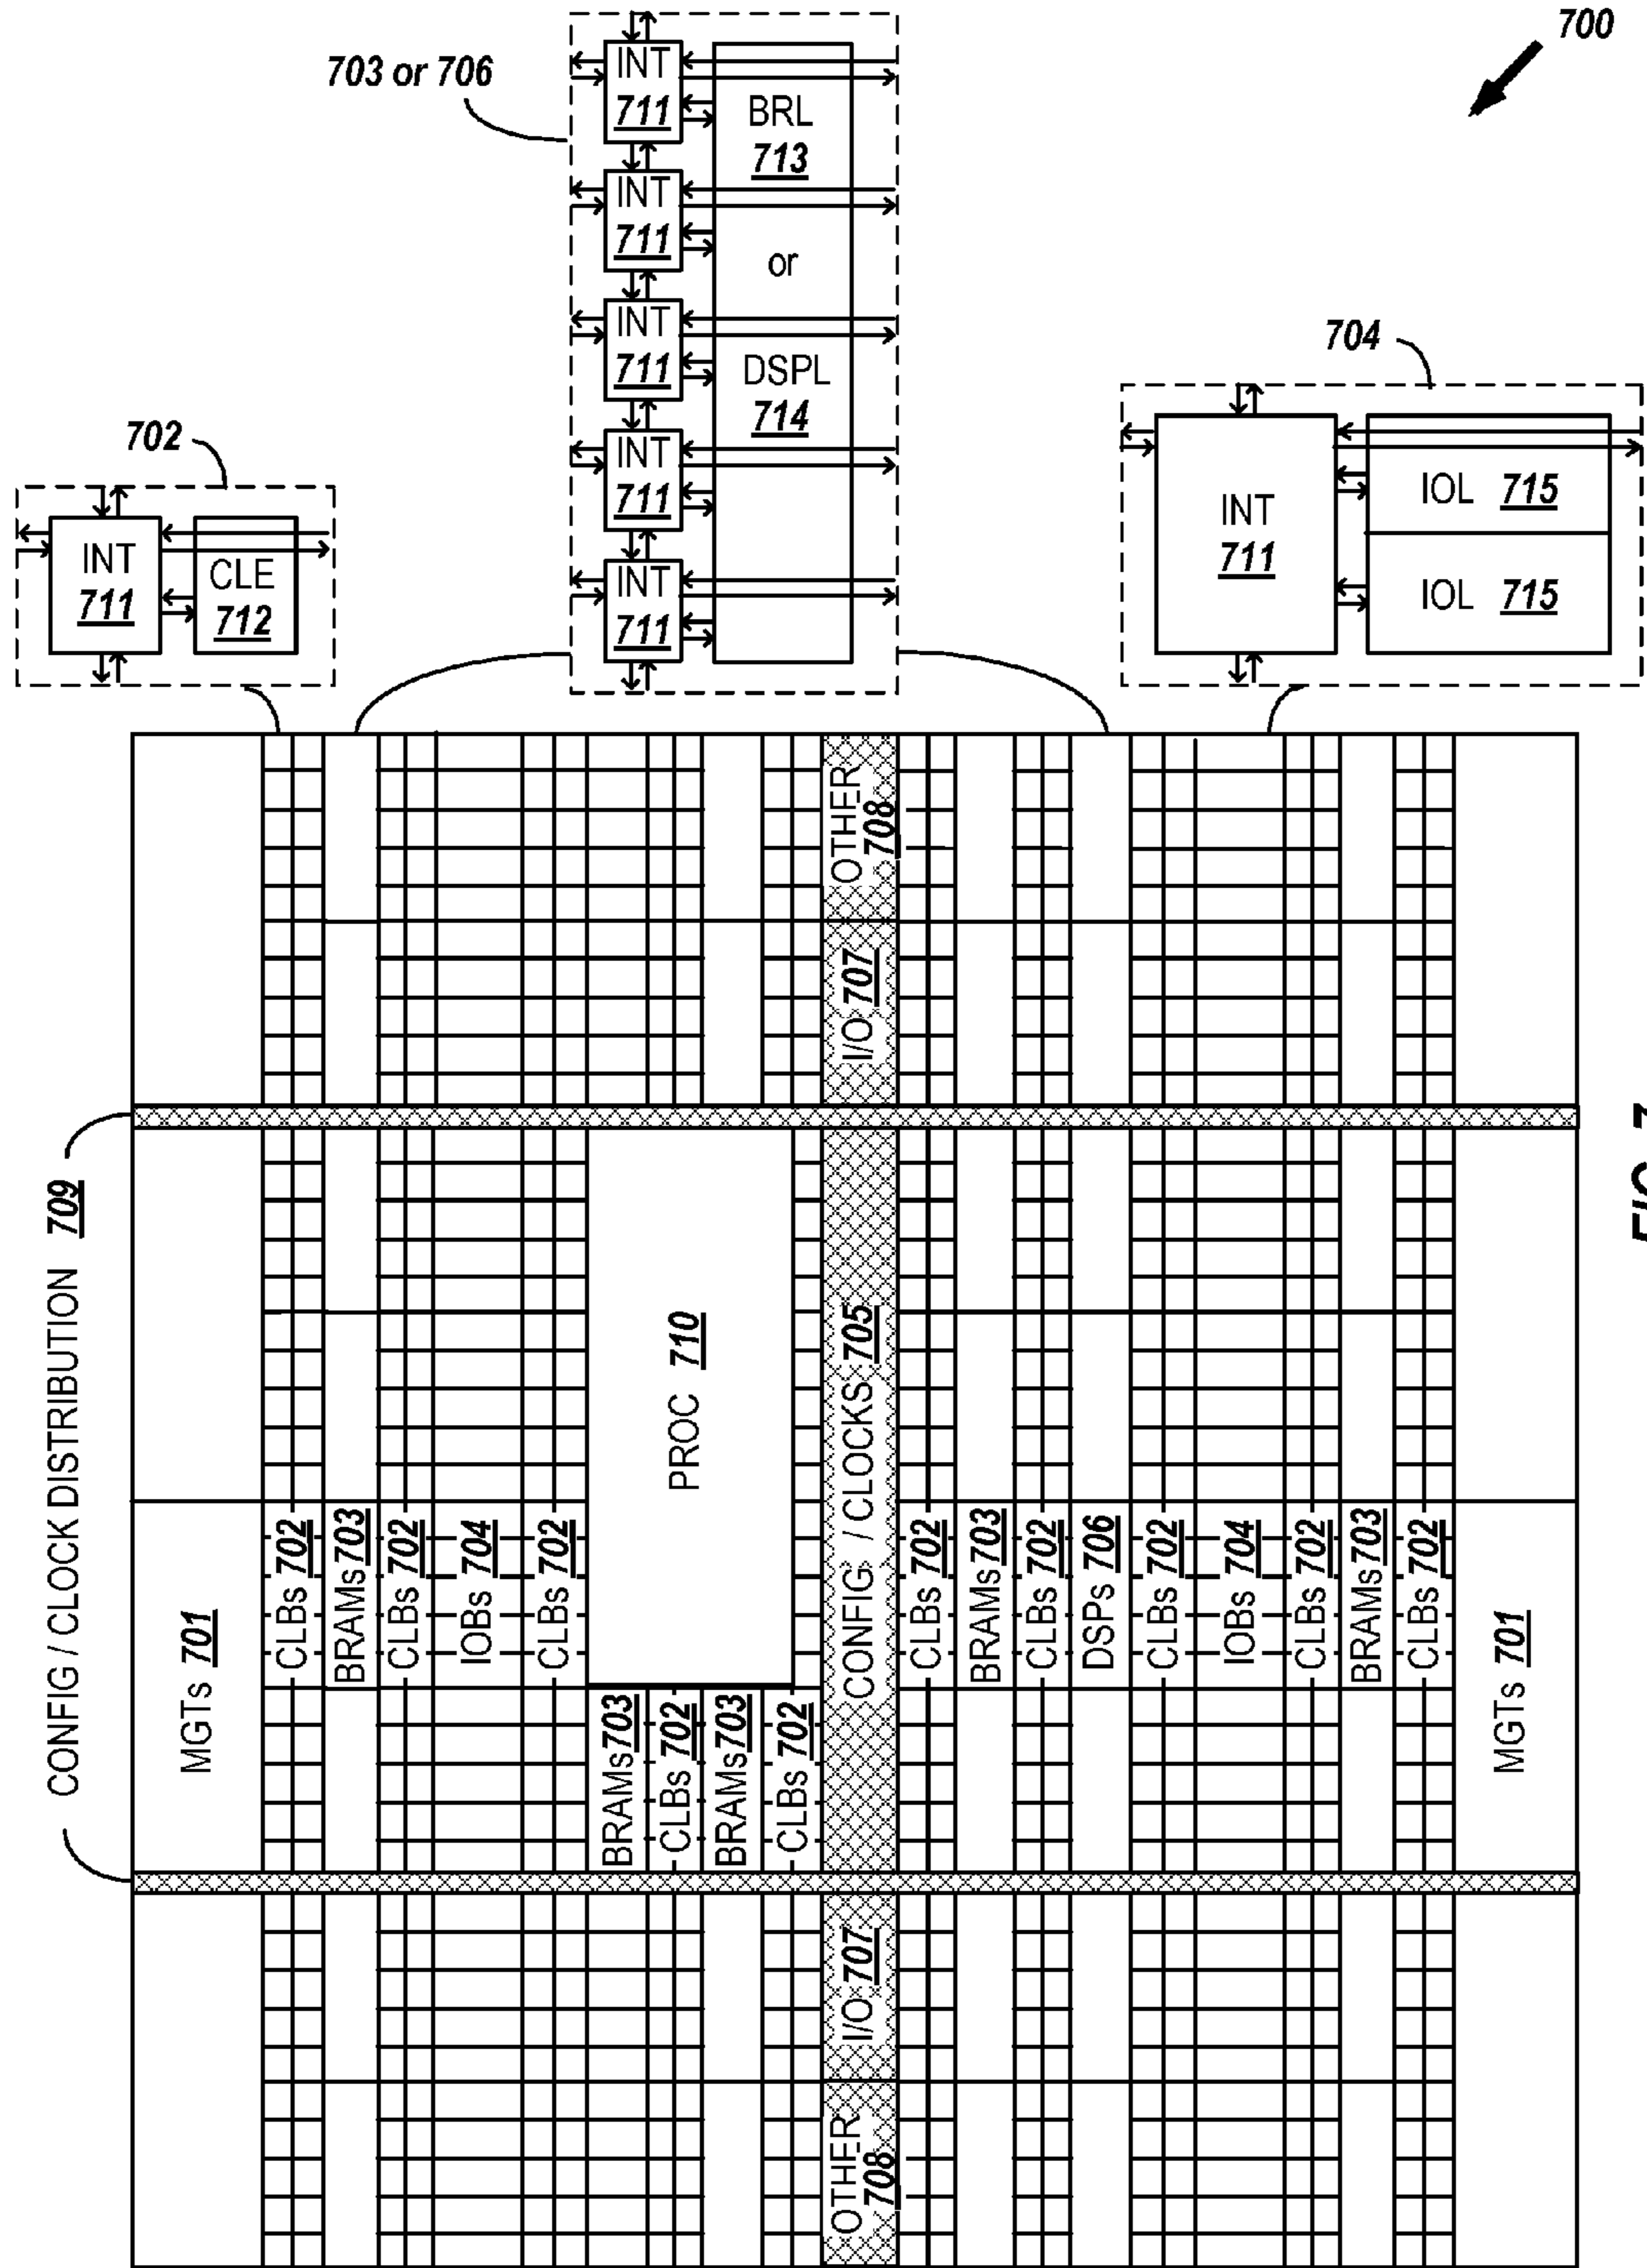 700
703 or 706
INT
711
INT
711
INT
711
INT
711
INT
711
BRL
713
or
DSPL
714
702
INT
711
CLE
712
704
INT
711
IOL 715
IOL 715
CONFIG / CLOCK DISTRIBUTION 709
MGTs 701
CLBs 702
BRAMs 703
CLBs 702
IOBs 704
CLBs 702
BRAMs 703
CLBs 702
BRAMs 703
CLBs 702
PROC 710
OTHER
708
I/O 707
CONFIG / CLOCKS 705
I/O 707
OTHER
708
CLBs 702
BRAMs 703
CLBs 702
DSPs 706
CLBs 702
IOBs 704
CLBs 702
BRAMs 703
CLBs 702
MGTs 701